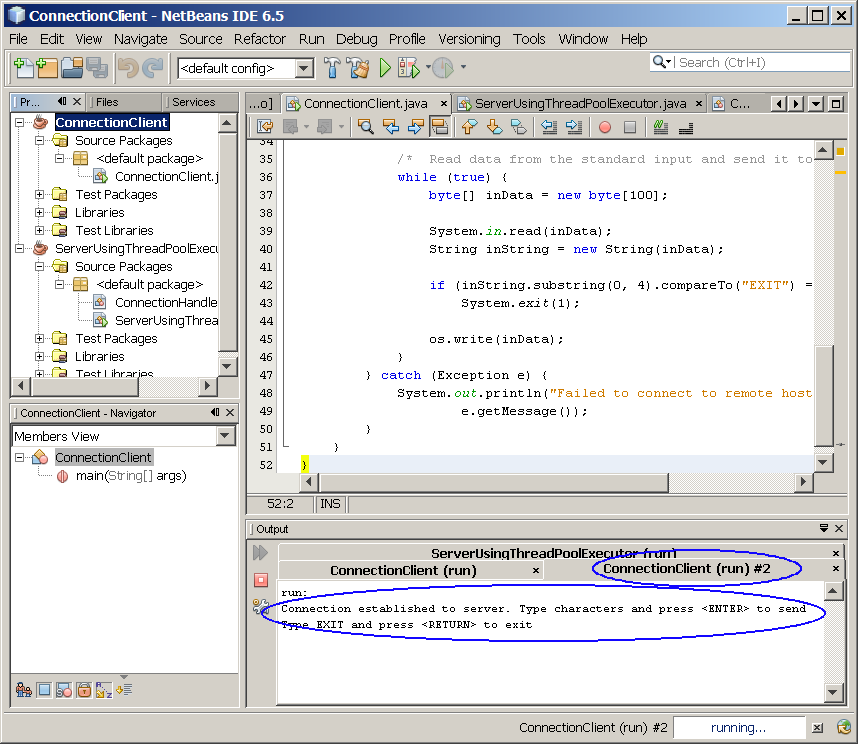 ConnectionClient - NetBeans IDE 6.5
File Edit View Navigate Source Refactor Run Debug Profile Versioning Tools Window Help
<default config>
Search (Ctrl+I)
Pr... Files Services
ConnectionClient
Source Packages
<default package>
ConnectionClient.j
Test Packages
Libraries
Test Libraries
ServerUsingThreadPoolExecu
Source Packages
<default package>
ConnectionHandle
ServerUsingThrea
Test Packages
Libraries
Test Libraries
ConnectionClient - Navigator
Members View
ConnectionClient
main(String[] args)
...o] ConnectionClient.java ServerUsingThreadPoolExecutor.java C...
34
35 /* Read data from the standard input and send it to
36 while (true) {
37 byte[] inData = new byte[100];
38
39 System.in.read(inData);
40 String inString = new String(inData);
41
42 if (inString.substring(0, 4).compareTo("EXIT") =
43 System.exit(1);
44
45 os.write(inData);
46 }
47 } catch (Exception e) {
48 System.out.println("Failed to connect to remote host
49 e.getMessage());
50 }
51 }
52 }
52:2 INS
Output
ServerUsingThreadPoolExecutor (run)
ConnectionClient (run) ConnectionClient (run) #2
run:
Connection established to server. Type characters and press <ENTER> to send
Type EXIT and press <RETURN> to exit
ConnectionClient (run) #2 running...